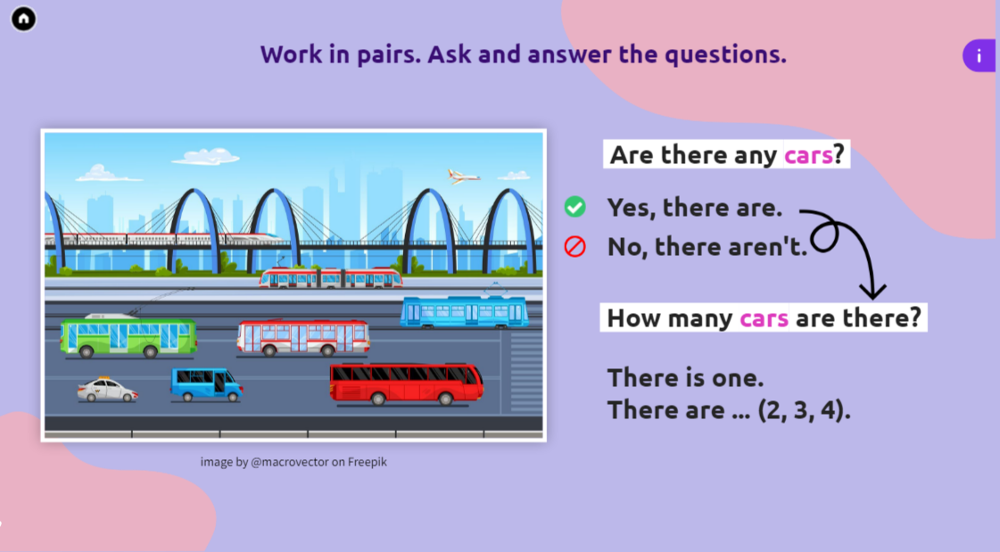 Work in pairs. Ask and answer the questions.
i
Are there any cars?
Yes, there are.
No, there aren't.
How many cars are there?
There is one.
There are ... (2, 3, 4).
image by @macrovector on Freepik